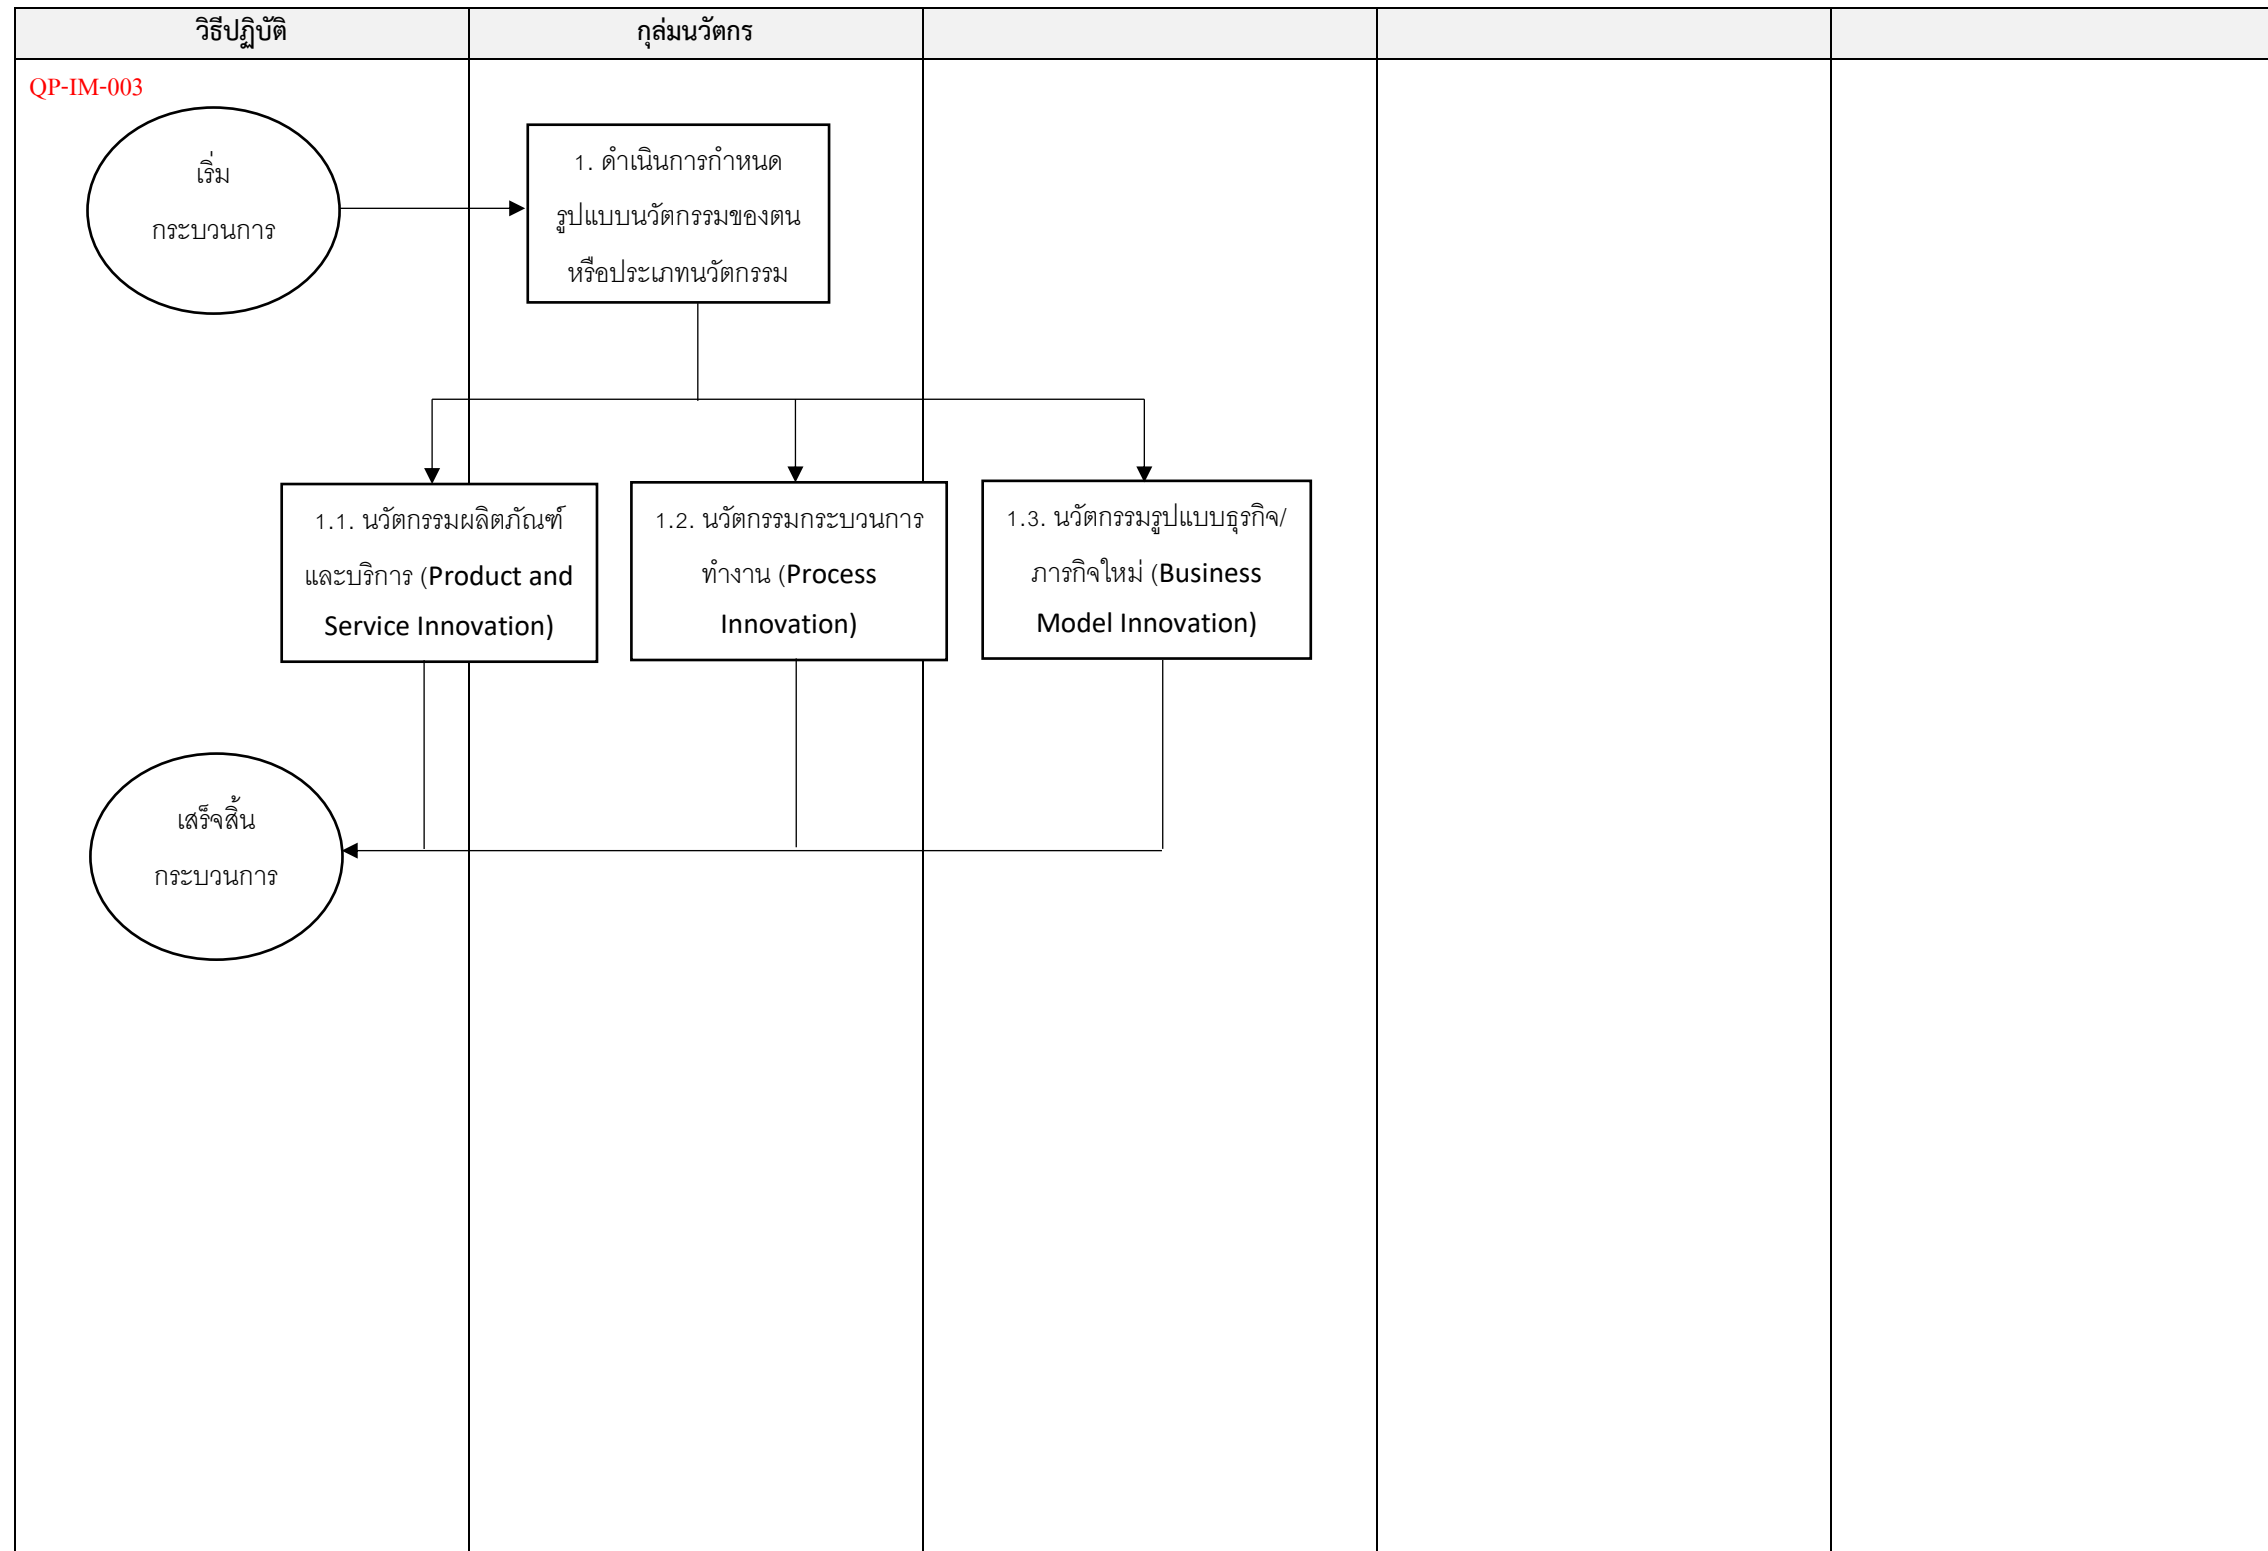 วิธีปฏิบัติ
กุล่มนวัตกร
QP-IM-003
เริ่ม
กระบวนการ
1. ดำเนินการกำหนด
รูปแบบนวัตกรรมของตน
หรือประเภทนวัตกรรม
1.1. นวัตกรรมผลิตภัณฑ์
และบริการ (Product and
Service Innovation)
1.2. นวัตกรรมกระบวนการ
ทำงาน (Process
Innovation)
1.3. นวัตกรรมรูปแบบธุรกิจ/
ภารกิจใหม่ (Business
Model Innovation)
เสร็จสิ้น
กระบวนการ